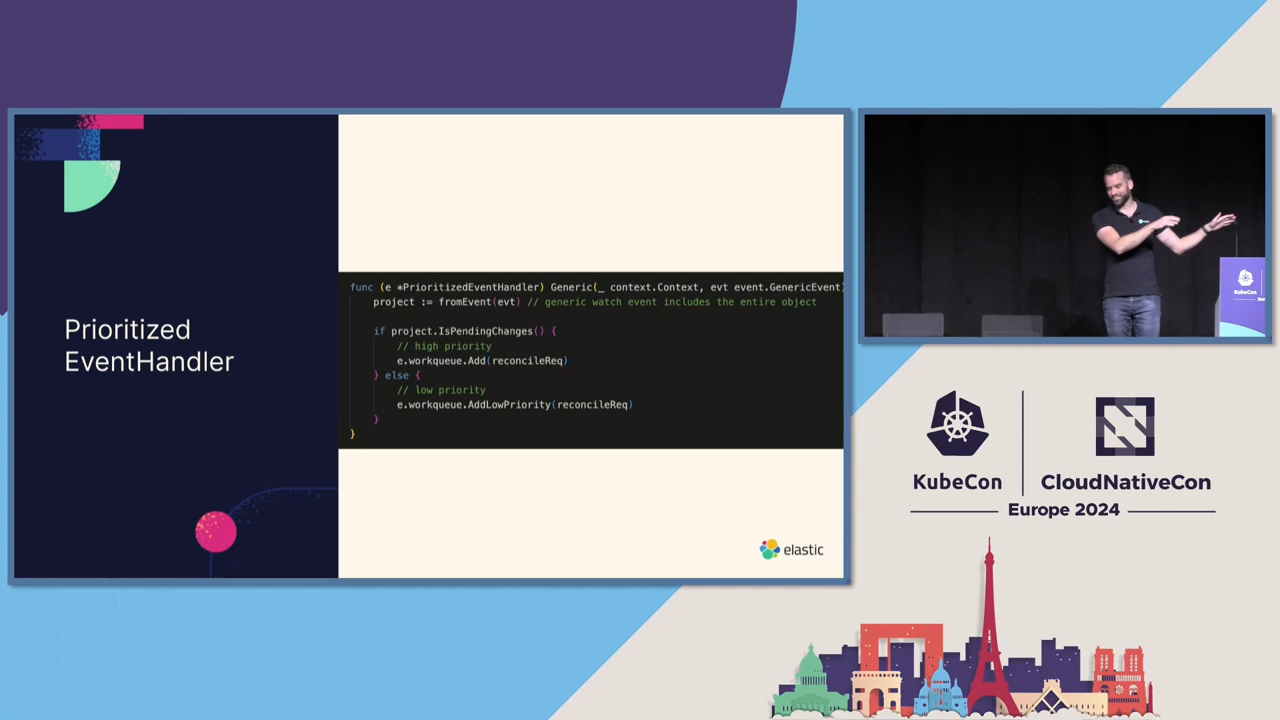 Prioritized
EventHandler
func (e *PrioritizedEventHandler) Generic(_ context.Context, evt event.GenericEvent)
project := fromEvent(evt) // generic watch event includes the entire object
if project.IsPendingChanges() {
// high priority
e.workqueue.Add(reconcileReq)
} else {
// low priority
e.workqueue.AddLowPriority(reconcileReq)
}
}
elastic
KubeCon
KubeCon
CloudNativeCon
Europe 2024